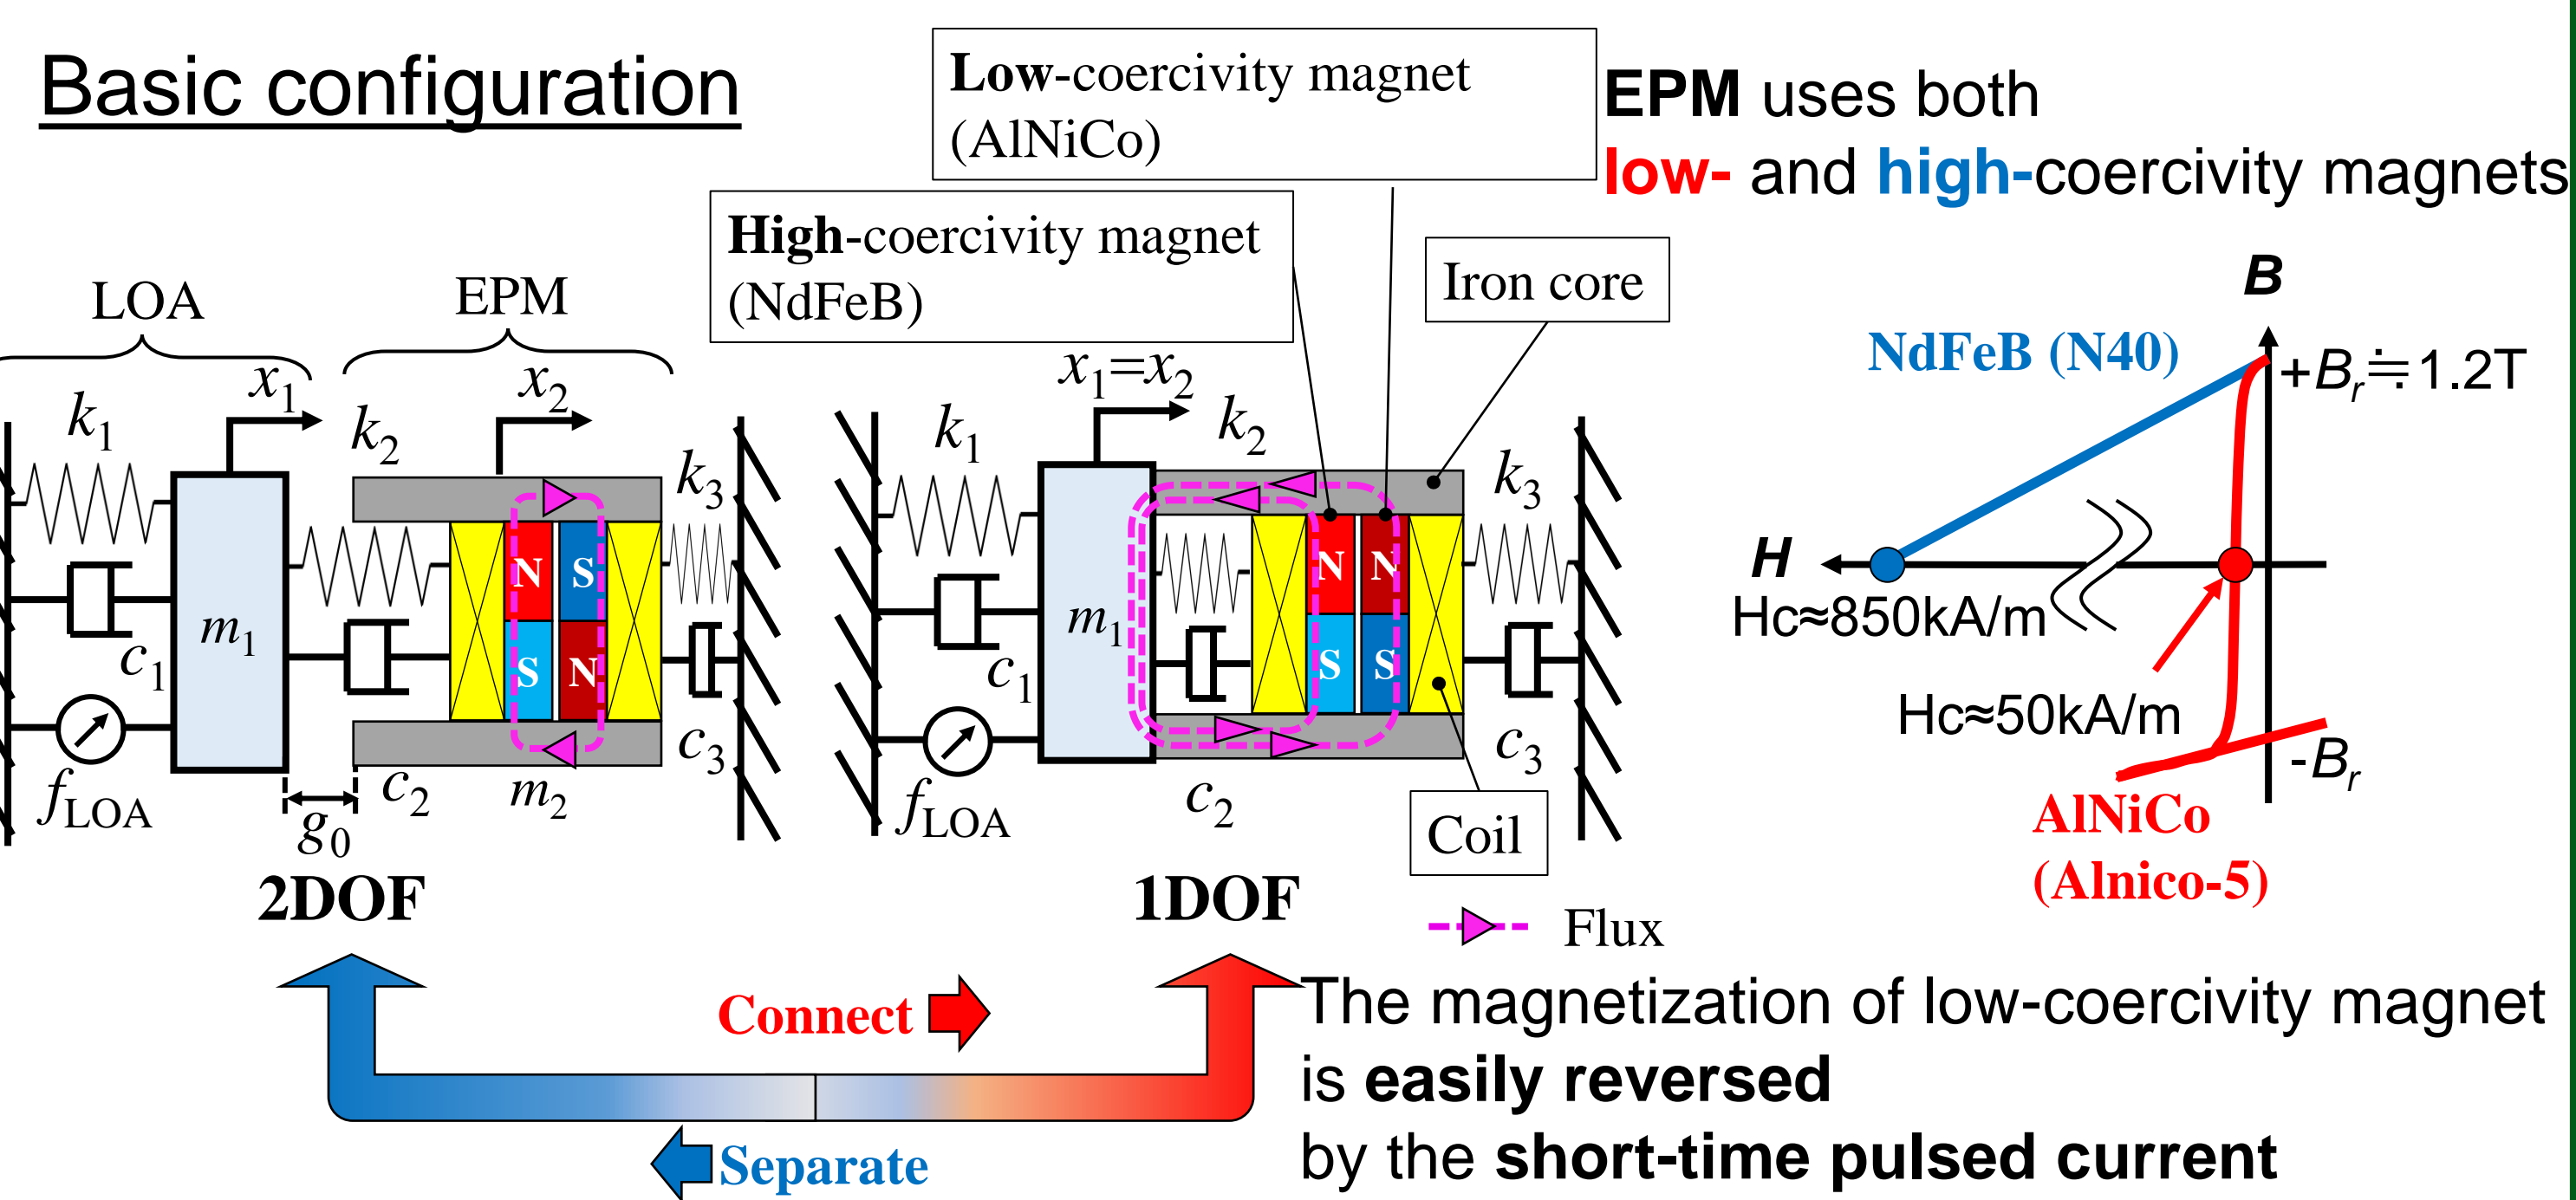 Basic configuration
Low-coercivity magnet
(AlNiCo)
EPM uses both
low- and high-coercivity magnets
High-coercivity magnet
(NdFeB)
Iron core
LOA
EPM
x1
x2
k1
k2
k3
m1
N
S
S
N
c1
c2
m2
c3
fLOA
g0
2DOF
x1=x2
k1
k2
k3
m1
N
N
S
S
c1
c2
c3
fLOA
Coil
1DOF
Flux
B
NdFeB (N40)
+Br≒1.2T
H
Hc≈850kA/m
Hc≈50kA/m
-Br
AlNiCo
(Alnico-5)
Connect
Separate
The magnetization of low-coercivity magnet
is easily reversed
by the short-time pulsed current